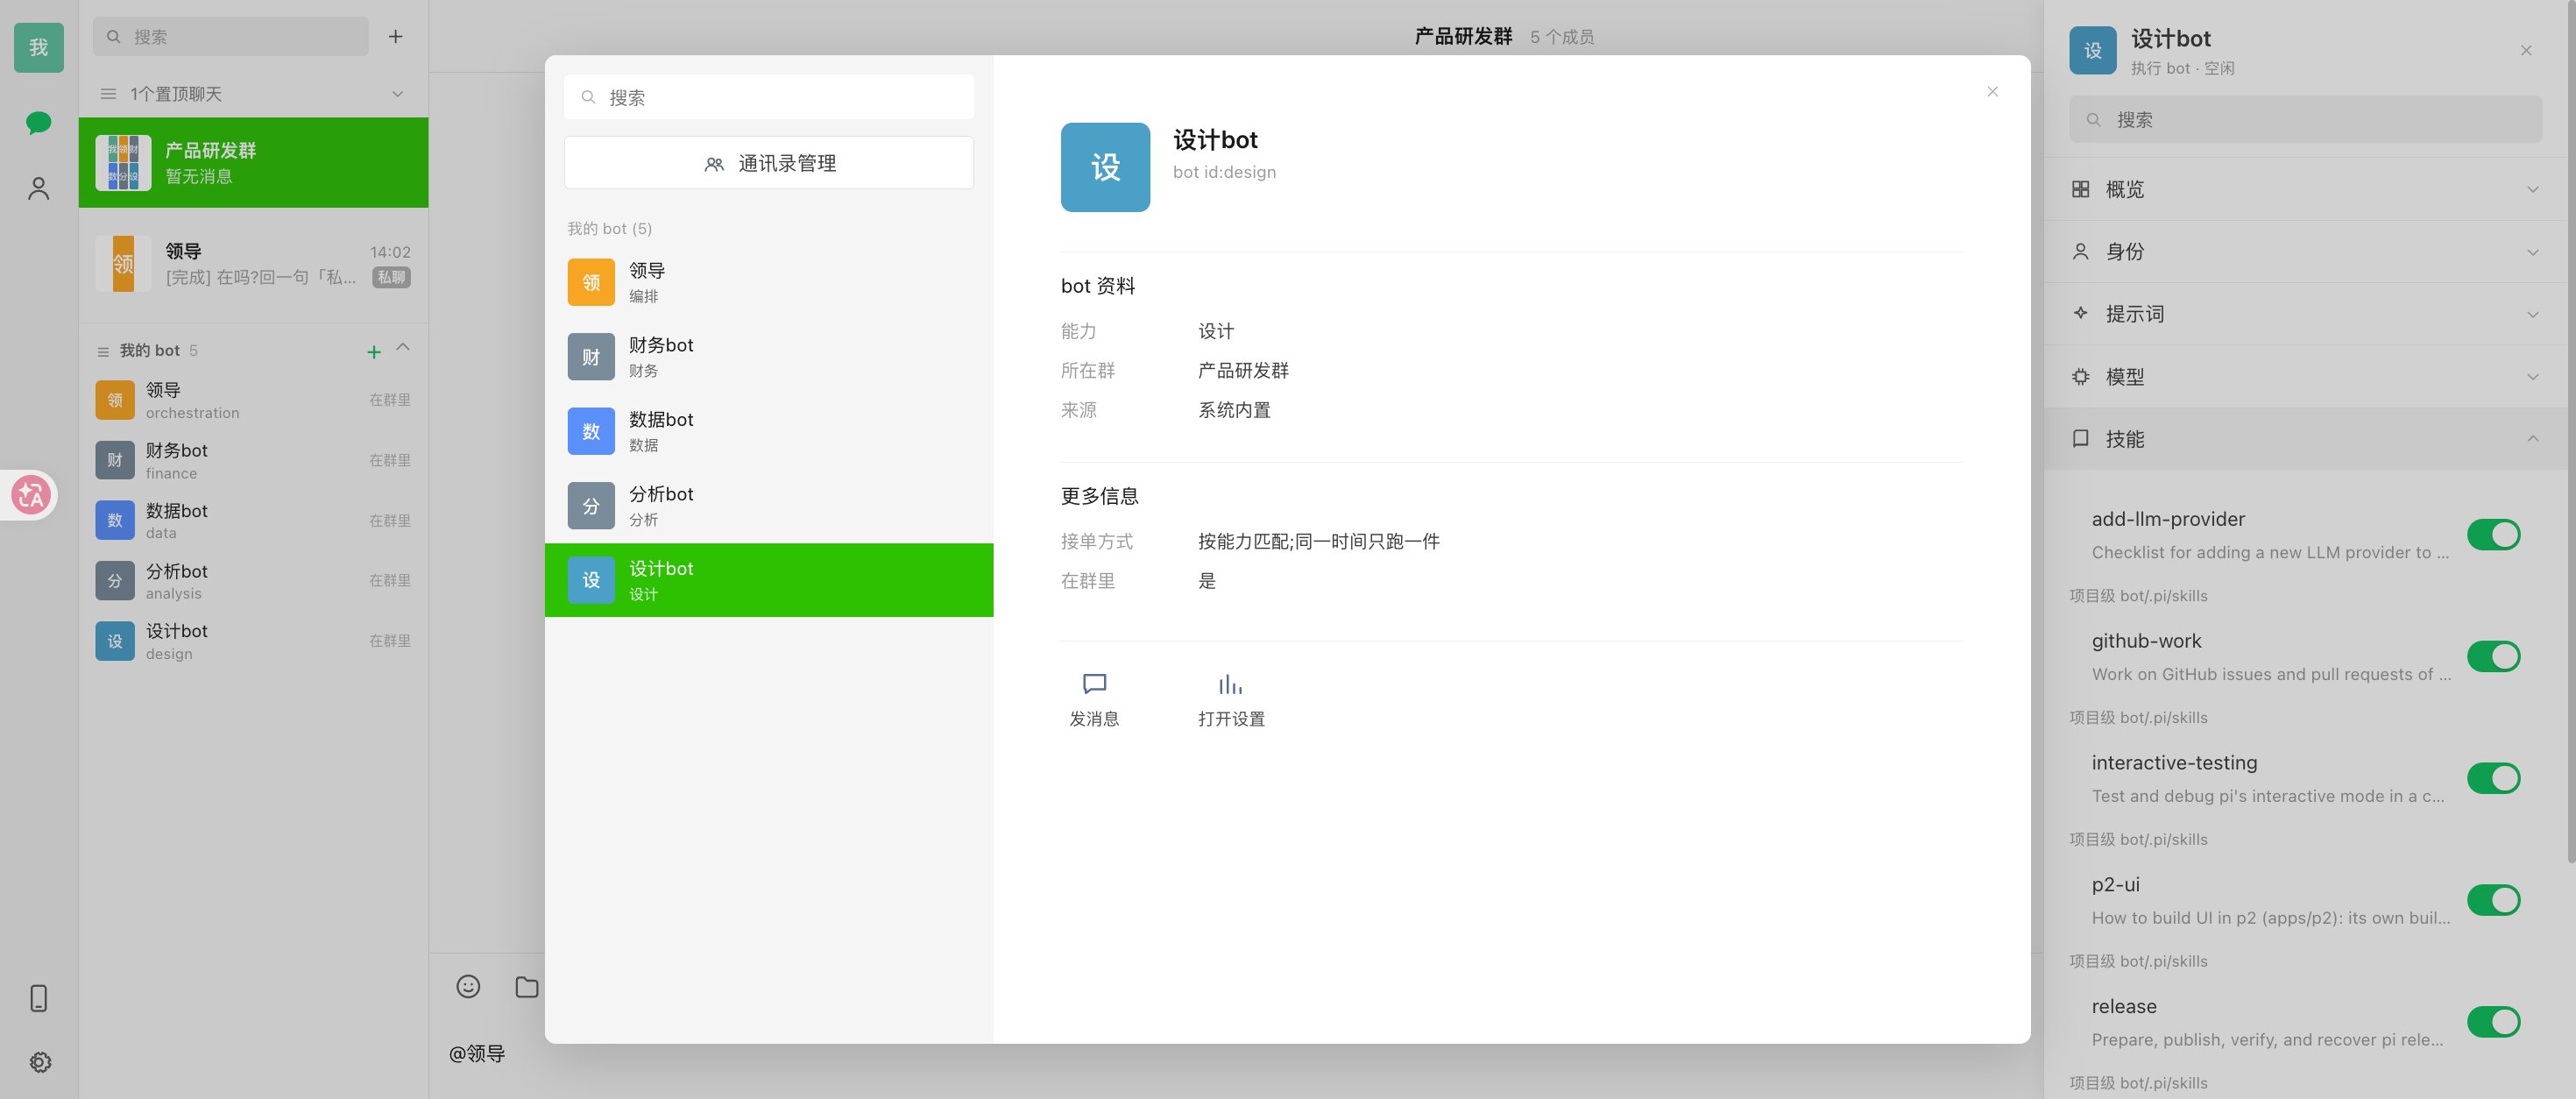 我
搜索
1个置顶聊天
产品研发群
暂无消息
领
领导
14:02
[完成] 在吗?回一句「私...
私聊
我的 bot 5
领
领导
orchestration
在群里
财
财务bot
finance
在群里
数
数据bot
data
在群里
分
分析bot
analysis
在群里
设
设计bot
design
在群里
产品研发群 5 个成员
@领导
搜索
通讯录管理
我的 bot (5)
领
领导
编排
财
财务bot
财务
数
数据bot
数据
分
分析bot
分析
设
设计bot
设计
设
设计bot
bot id:design
bot 资料
能力 设计
所在群 产品研发群
来源 系统内置
更多信息
接单方式 按能力匹配;同一时间只跑一件
在群里 是
发消息
打开设置
设
设计bot
执行 bot · 空闲
搜索
概览
身份
提示词
模型
技能
add-llm-provider
Checklist for adding a new LLM provider to ...
项目级 bot/.pi/skills
github-work
Work on GitHub issues and pull requests of ...
项目级 bot/.pi/skills
interactive-testing
Test and debug pi's interactive mode in a c...
项目级 bot/.pi/skills
p2-ui
How to build UI in p2 (apps/p2): its own buil...
项目级 bot/.pi/skills
release
Prepare, publish, verify, and recover pi rele...
项目级 bot/.pi/skills